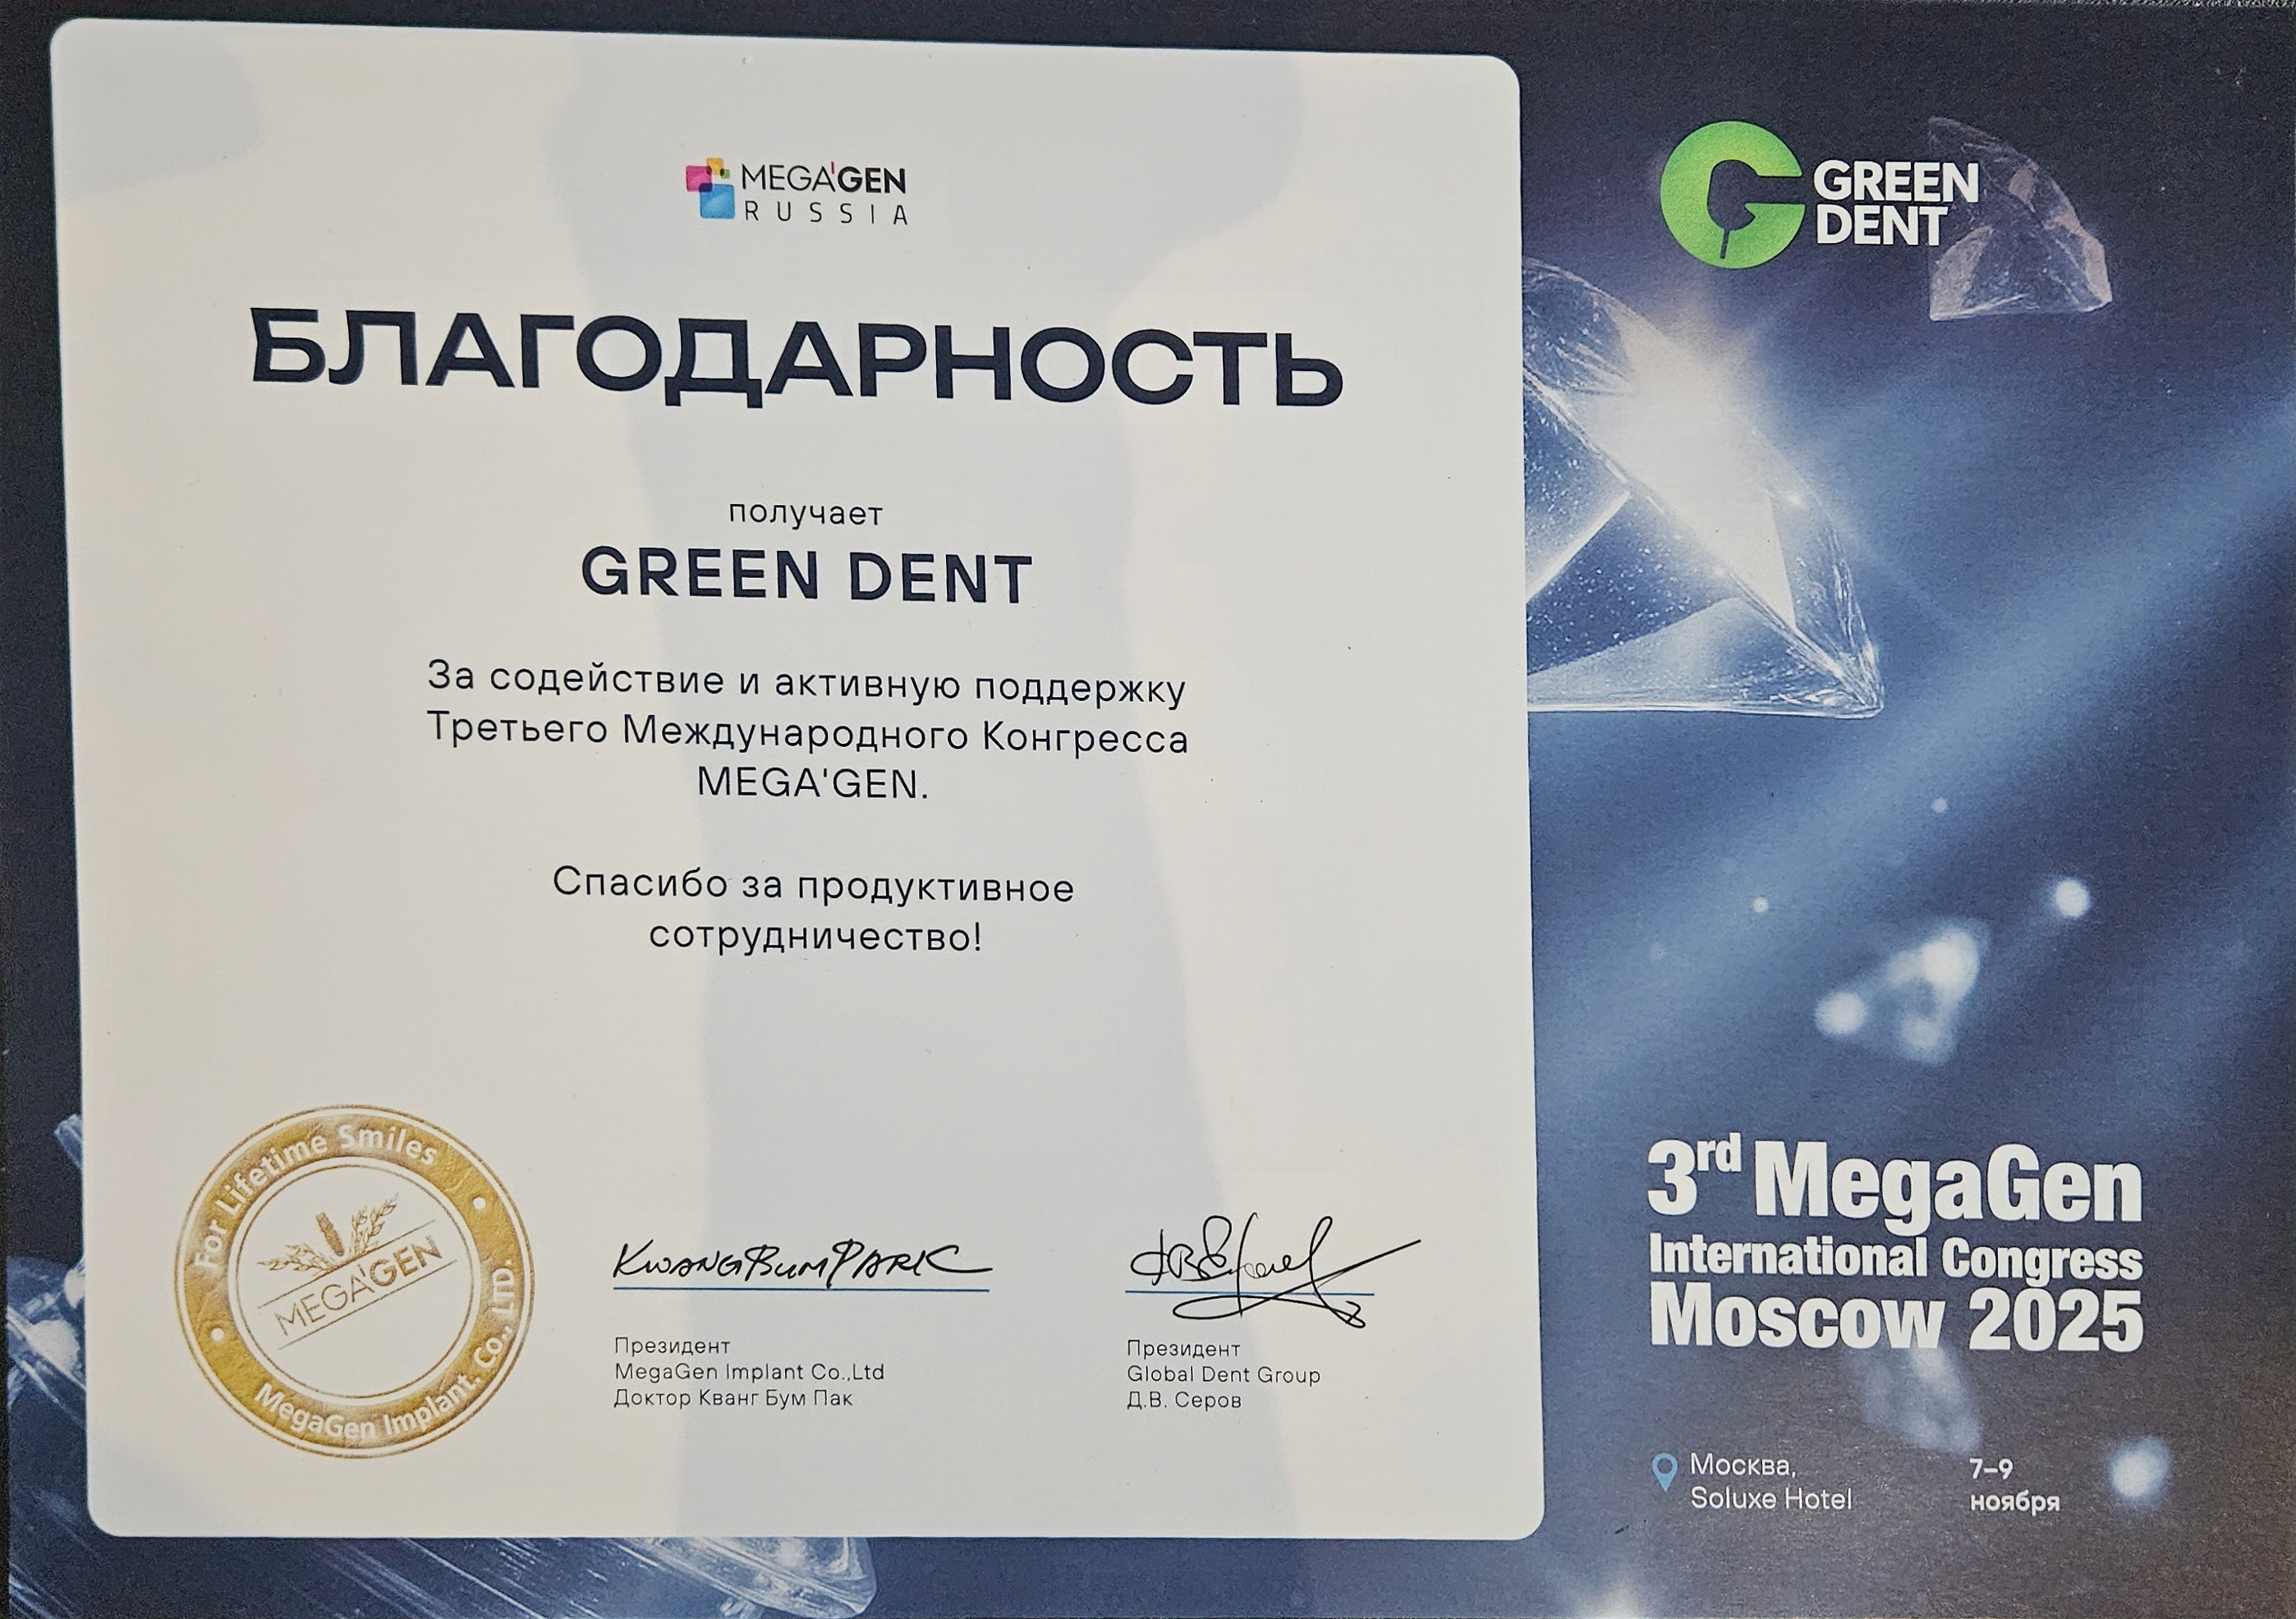 MEGA'GEN
RUSSIA
БЛАГОДАРНОСТЬ
получает
GREEN DENT
За содействие и активную поддержку
Третьего Международного Конгресса
MEGA'GEN.
Спасибо за продуктивное
сотрудничество!
For Lifetime Smiles
MEGA'GEN
MegaGen Implant. Co., LTD.
KWANG BUM PARK
Президент
MegaGen Implant Co.,Ltd
Доктор Кванг Бум Пак
Президент
Global Dent Group
Д.В. Серов
GREEN
DENT
3rd MegaGen
International Congress
Moscow 2025
Москва,
Soluxe Hotel
7–9
ноября